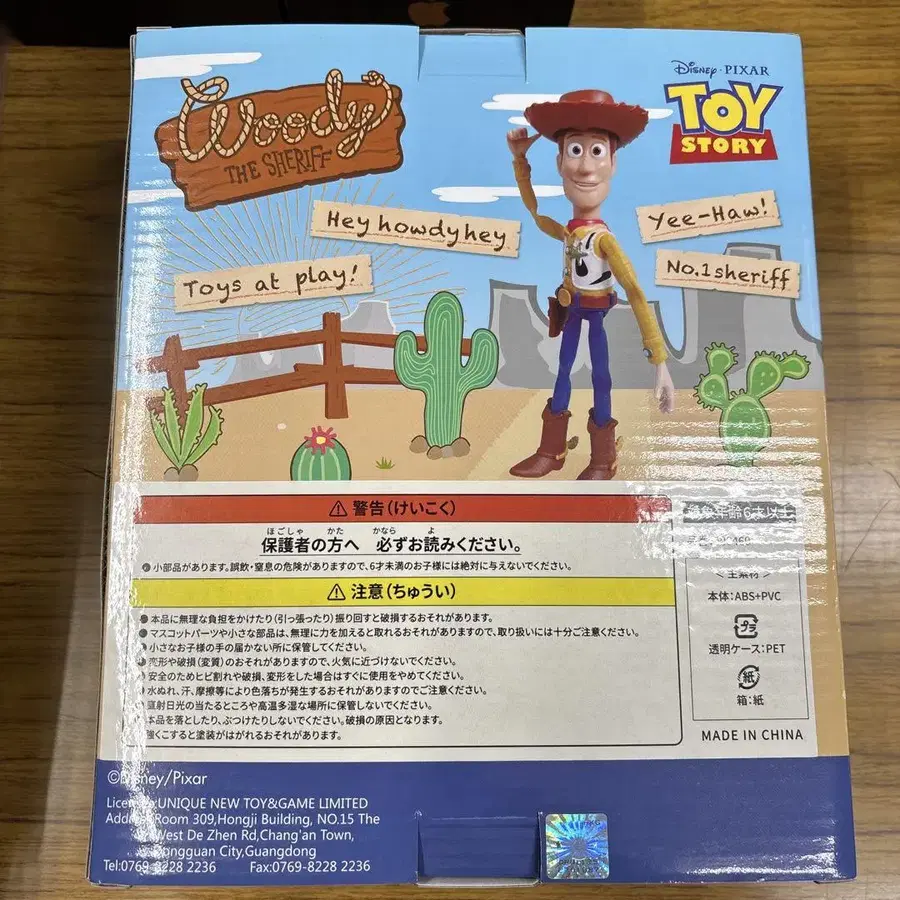 Woody
THE SHERIFF
Disney · PIXAR
TOY
STORY
Hey howdy hey
Yee-Haw!
Toys at play!
No.1 sheriff
⚠ 警告(けいこく)
ほごしゃ かた かなら よ
保護者の方へ 必ずお読みください。
小部品があります。誤飲・窒息の危険がありますので、6才未満のお子様には絶対に与えないでください。
⚠ 注意(ちゅうい)
●本品に無理な負担をかけたり(引っ張ったり)振り回すと破損するおそれがあります。
●マスコットパーツや小さな部品は、無理に力を加えると取れるおそれがありますので、取り扱いには十分ご注意ください。
●小さなお子様の手の届かない所に保管してください。
●変形や破損(変質)のおそれがありますので、火気に近づけないでください。
●安全のためヒビ割れや破損、変形をした場合はすぐに使用をやめてください。
●水ぬれ、汗、摩擦等により色落ちが発生するおそれがありますのでご注意ください。
●直射日光の当たるところや高温多湿な場所に保管しないでください。
本品を落としたり、ぶつけたりしないでください。破損の原因となります。
強くこすると塗装がはがれるおそれがあります。
対象年齢6才以上
<主素材>
本体:ABS+PVC
プラ
透明ケース:PET
紙
箱:紙
MADE IN CHINA
©Disney/Pixar
UNIQUE NEW TOY&GAME LIMITED
Room 309,Hongji Building, NO.15 The
West De Zhen Rd,Chang'an Town,
Dongguan City,Guangdong
Tel:0769-8228 2236 Fax:0769-8228 2236